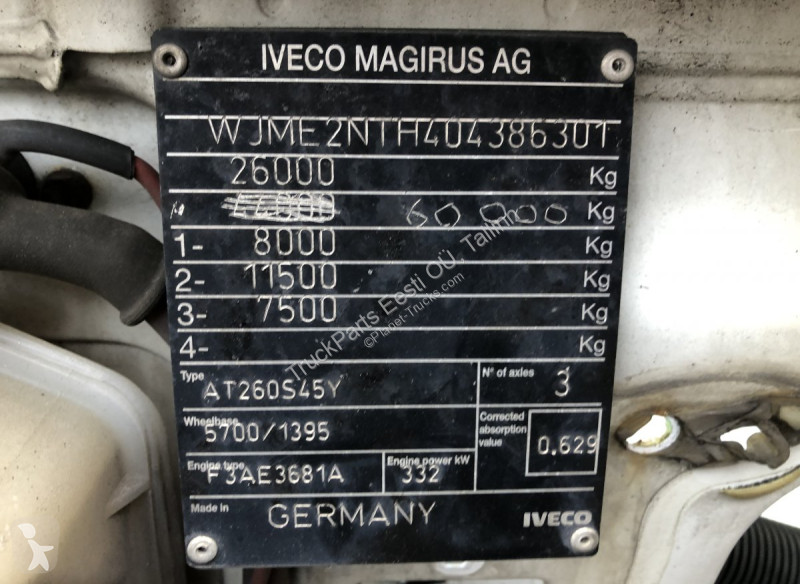 IVECO MAGIRUS AG
WJME2NTH404386301
26000 Kg
60 000 Kg
1- 8000 Kg
2- 11500 Kg
3- 7500 Kg
4- Kg
Type AT260S45Y
N° of axles 3
Wheelbase 5700/1395
Corrected absorption value 0.629
Engine type F3AE3681A
Engine power kW 332
Made in GERMANY
IVECO
TruckParts Eesti OÜ, Tallinn
©Planet-Trucks.com